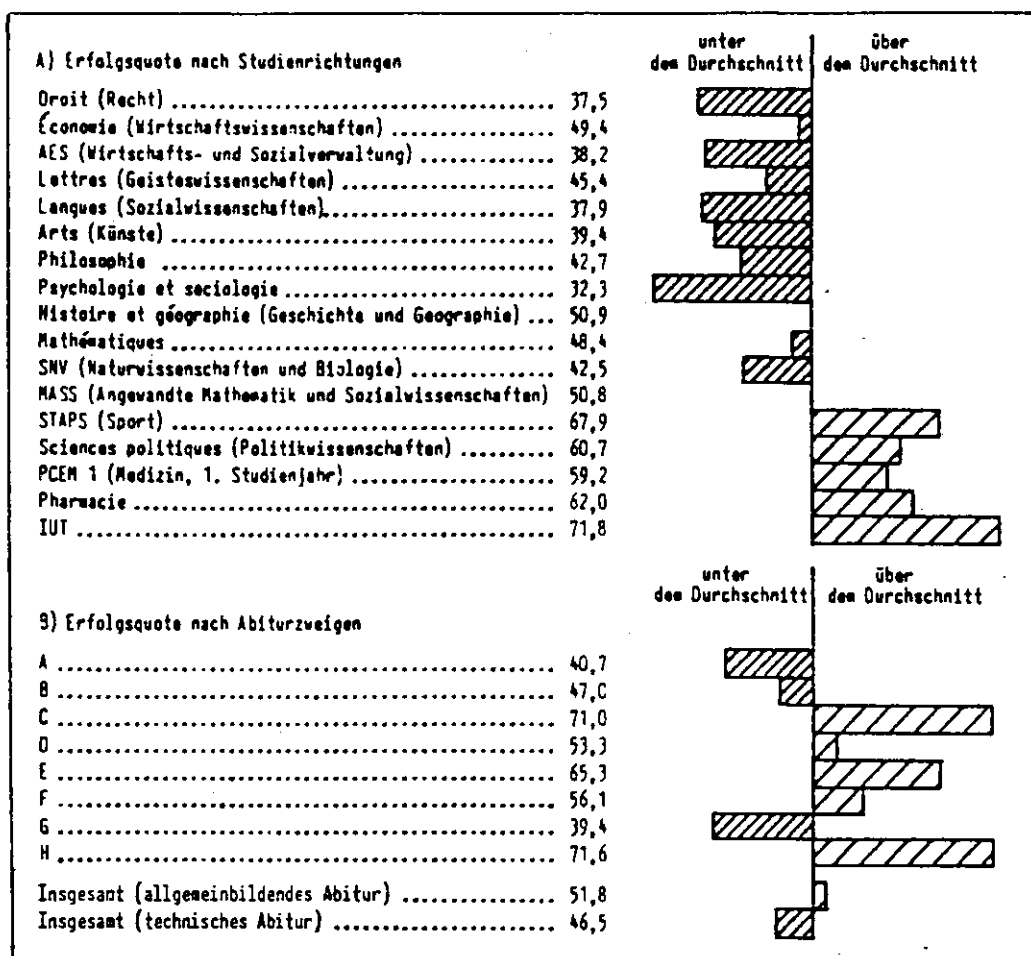 unter über
A) Erfolgsquote nach Studienrichtungen dem Durchschnitt dem Durchschnitt
Droit (Recht) ........................................ 37,5
Économie (Wirtschaftswissenschaften) ................. 49,4
AES (Wirtschafts- und Sozialverwaltung) .............. 38,2
Lettres (Geisteswissenschaften) ...................... 45,4
Langues (Sozialwissenschaften) ....................... 37,9
Arts (Künste) ........................................ 39,4
Philosophie .......................................... 42,7
Psychologie et sociologie ............................ 32,3
Histoire et géographie (Geschichte und Geographie) ... 50,9
Mathématiques ........................................ 48,4
SNV (Naturwissenschaften und Biologie) ............... 42,5
MASS (Angewandte Mathematik und Sozialwissenschaften) 50,8
STAPS (Sport) ........................................ 67,9
Sciences politiques (Politikwissenschaften) .......... 60,7
PCEM 1 (Medizin, 1. Studienjahr) ..................... 59,2
Pharmacie ............................................ 62,0
IUT .................................................. 71,8
unter über
dem Durchschnitt dem Durchschnitt
B) Erfolgsquote nach Abiturzweigen
A .................................................... 40,7
B .................................................... 47,0
C .................................................... 71,0
D .................................................... 53,3
E .................................................... 65,3
F .................................................... 56,1
G .................................................... 39,4
H .................................................... 71,6
Insgesamt (allgemeinbildendes Abitur) ................ 51,8
Insgesamt (technisches Abitur) ....................... 46,5